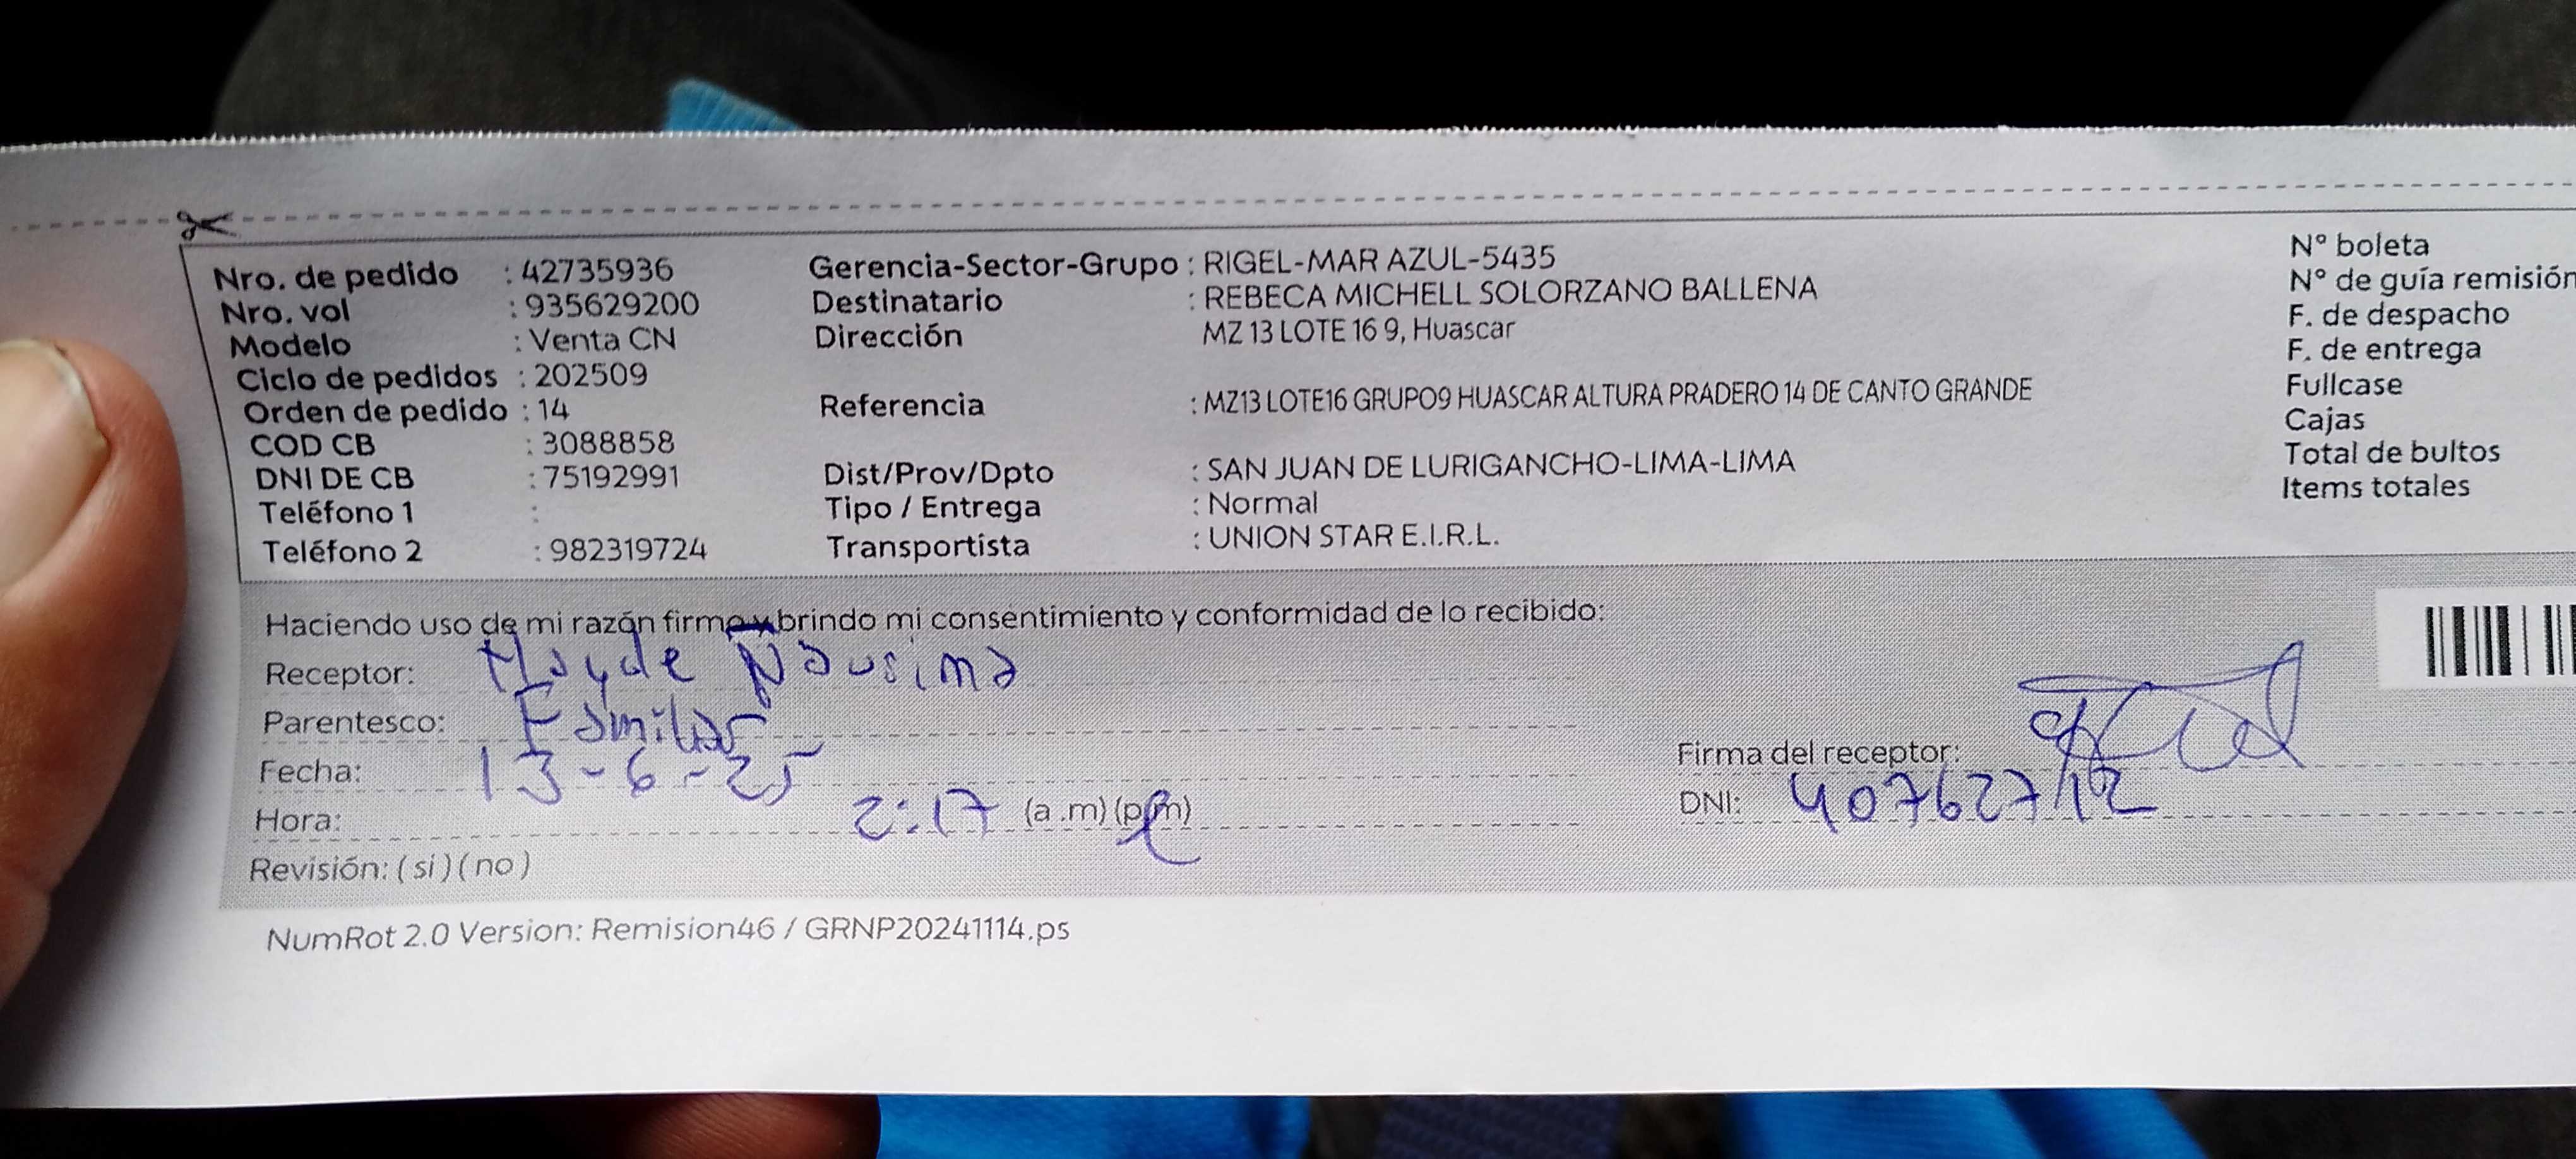 Nro. de pedido : 42735936 Gerencia-Sector-Grupo : RIGEL-MAR AZUL-5435 N° boleta
Nro. vol : 935629200 Destinatario : REBECA MICHELL SOLORZANO BALLENA N° de guía remisión
Modelo : Venta CN Dirección MZ 13 LOTE 16 9, Huascar F. de despacho
Ciclo de pedidos : 202509 F. de entrega
Orden de pedido : 14 Referencia : MZ13 LOTE16 GRUPO9 HUASCAR ALTURA PRADERO 14 DE CANTO GRANDE Fullcase
COD CB : 3088858 Cajas
DNI DE CB : 75192991 Dist/Prov/Dpto : SAN JUAN DE LURIGANCHO-LIMA-LIMA Total de bultos
Teléfono 1 : Tipo / Entrega : Normal Items totales
Teléfono 2 : 982319724 Transportista : UNION STAR E.I.R.L.
Haciendo uso de mi razón firmo y brindo mi consentimiento y conformidad de lo recibido:
Receptor: Hayde
Parentesco: Familiar
Fecha: 13-6-25 Firma del receptor:
Hora: 2:17 (a .m) (p.m) DNI: 40762712
Revisión: ( si ) ( no )
NumRot 2.0 Version: Remision46 / GRNP20241114.ps